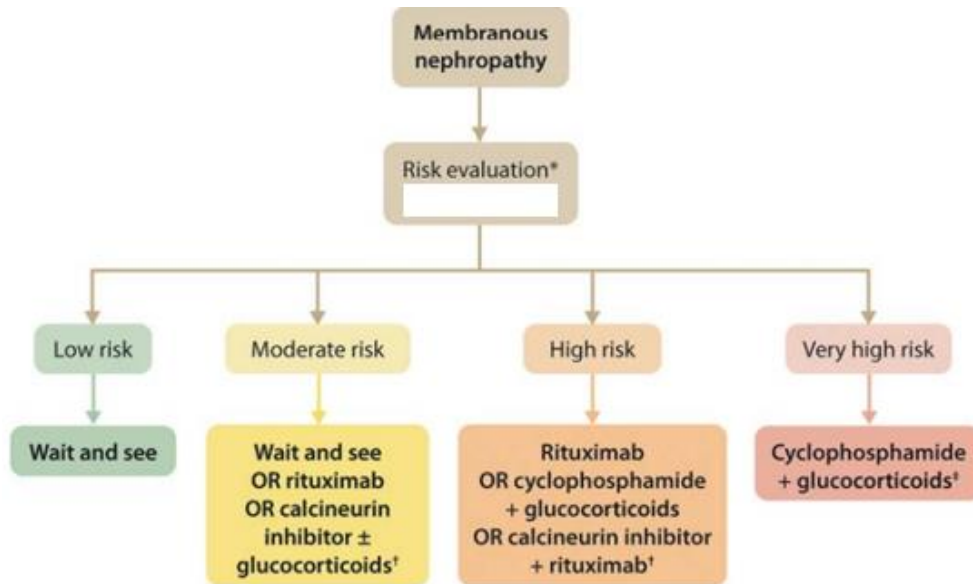 Membranous
nephropathy
Risk evaluation*
Low risk
Moderate risk
High risk
Very high risk
Wait and see
Wait and see
OR rituximab
OR calcineurin
inhibitor ±
glucocorticoids†
Rituximab
OR cyclophosphamide
+ glucocorticoids
OR calcineurin inhibitor
+ rituximab†
Cyclophosphamide
+ glucocorticoids‡